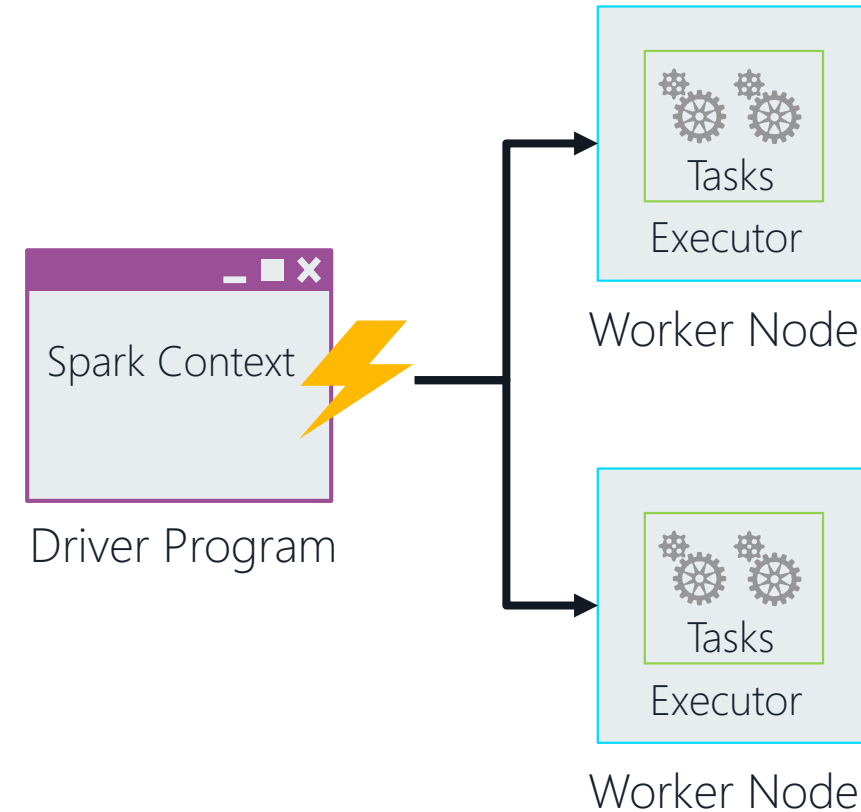 Spark Context
Driver Program
Tasks
Executor
Worker Node
Tasks
Executor
Worker Node